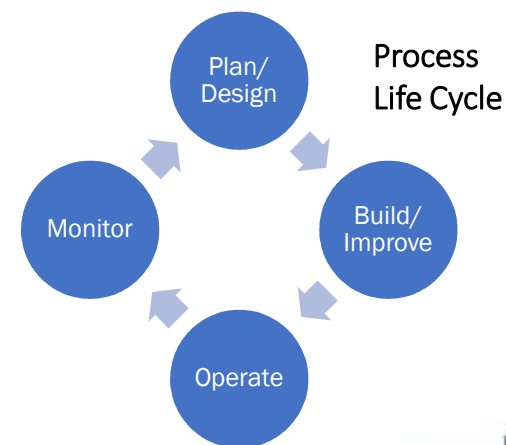 Process
Life Cycle
Plan/
Design
Build/
Improve
Operate
Monitor